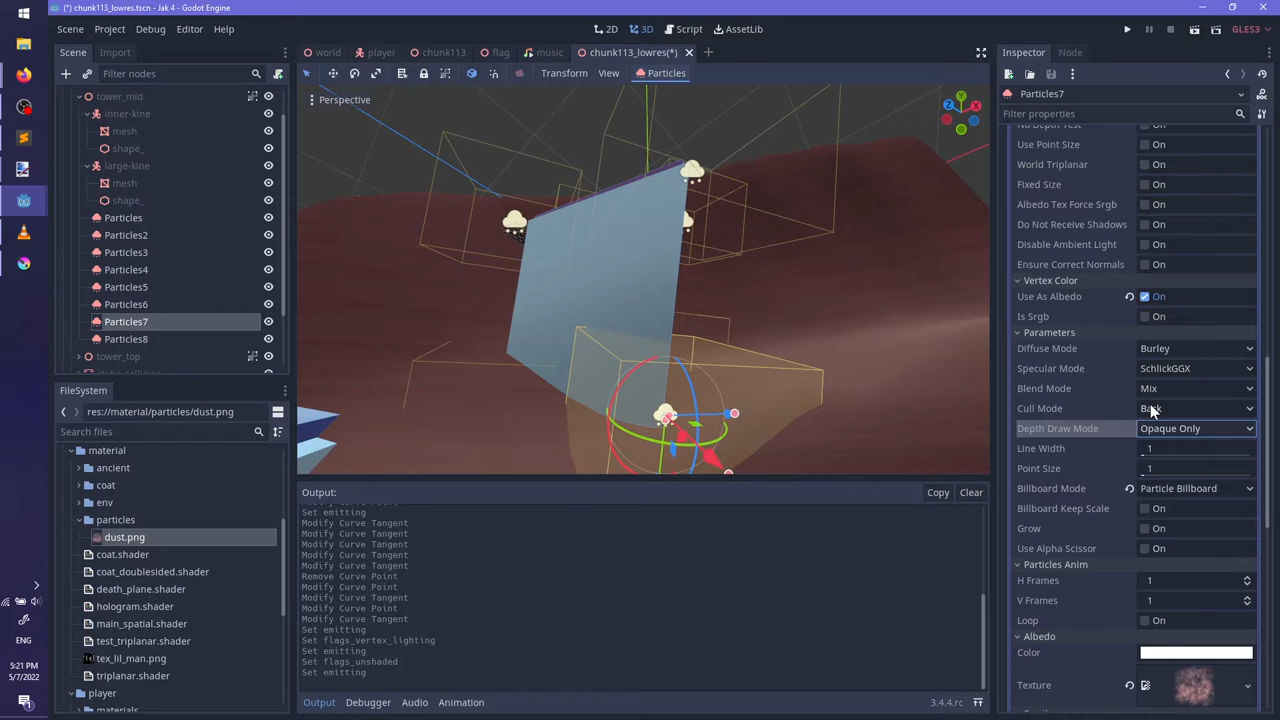 (*) chunk113_lowres.tscn - Jak 4 - Godot Engine
Scene Project Debug Editor Help
2D 3D Script AssetLib
GLES3
Scene Import
Filter nodes
tower_mid
inner-kine
mesh
shape_
large-kine
mesh
shape_
Particles
Particles2
Particles3
Particles4
Particles5
Particles6
Particles7
Particles8
tower_top
FileSystem
res://material/particles/dust.png
Search files
material
ancient
coat
env
particles
dust.png
coat.shader
coat_doublesided.shader
death_plane.shader
hologram.shader
main_spatial.shader
test_triplanar.shader
tex_lil_man.png
triplanar.shader
player
materials
world player chunk113 flag music chunk113_lowres(*)
Transform View Particles
Perspective
Y
Z
X
Output:
Copy Clear
Set emitting
Modify Curve Tangent
Modify Curve Tangent
Modify Curve Tangent
Modify Curve Tangent
Modify Curve Tangent
Remove Curve Point
Modify Curve Point
Modify Curve Tangent
Modify Curve Point
Modify Curve Tangent
Set emitting
Set flags_vertex_lighting
Set emitting
Set flags_unshaded
Set emitting
Output Debugger Audio Animation
3.4.4.rc
Inspector Node
Particles7
Filter properties
No Depth Test On
Use Point Size On
World Triplanar On
Fixed Size On
Albedo Tex Force Srgb On
Do Not Receive Shadows On
Disable Ambient Light On
Ensure Correct Normals On
Vertex Color
Use As Albedo On
Is Srgb On
Parameters
Diffuse Mode Burley
Specular Mode SchlickGGX
Blend Mode Mix
Cull Mode Back
Depth Draw Mode Opaque Only
Line Width 1
Point Size 1
Billboard Mode Particle Billboard
Billboard Keep Scale On
Grow On
Use Alpha Scissor On
Particles Anim
H Frames 1
V Frames 1
Loop On
Albedo
Color
Texture
ENG
5:21 PM
5/7/2022